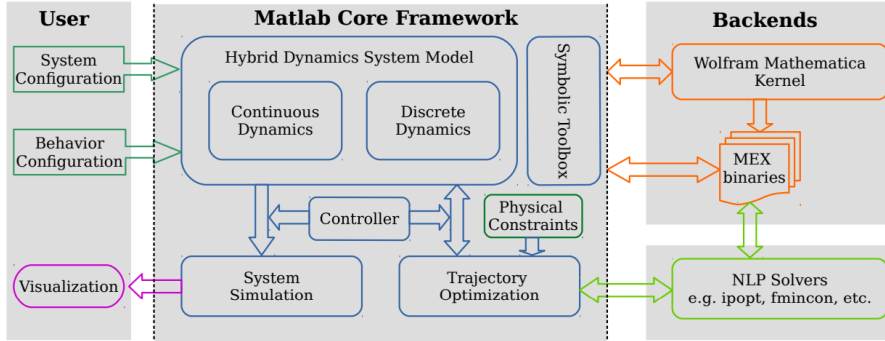 User
System
Configuration
Behavior
Configuration
Visualization
Matlab Core Framework
Hybrid Dynamics System Model
Continuous
Dynamics
Discrete
Dynamics
Symbolic Toolbox
Controller
Physical
Constraints
System
Simulation
Trajectory
Optimization
Backends
Wolfram Mathematica
Kernel
MEX
binaries
NLP Solvers
e.g. ipopt, fmincon, etc.